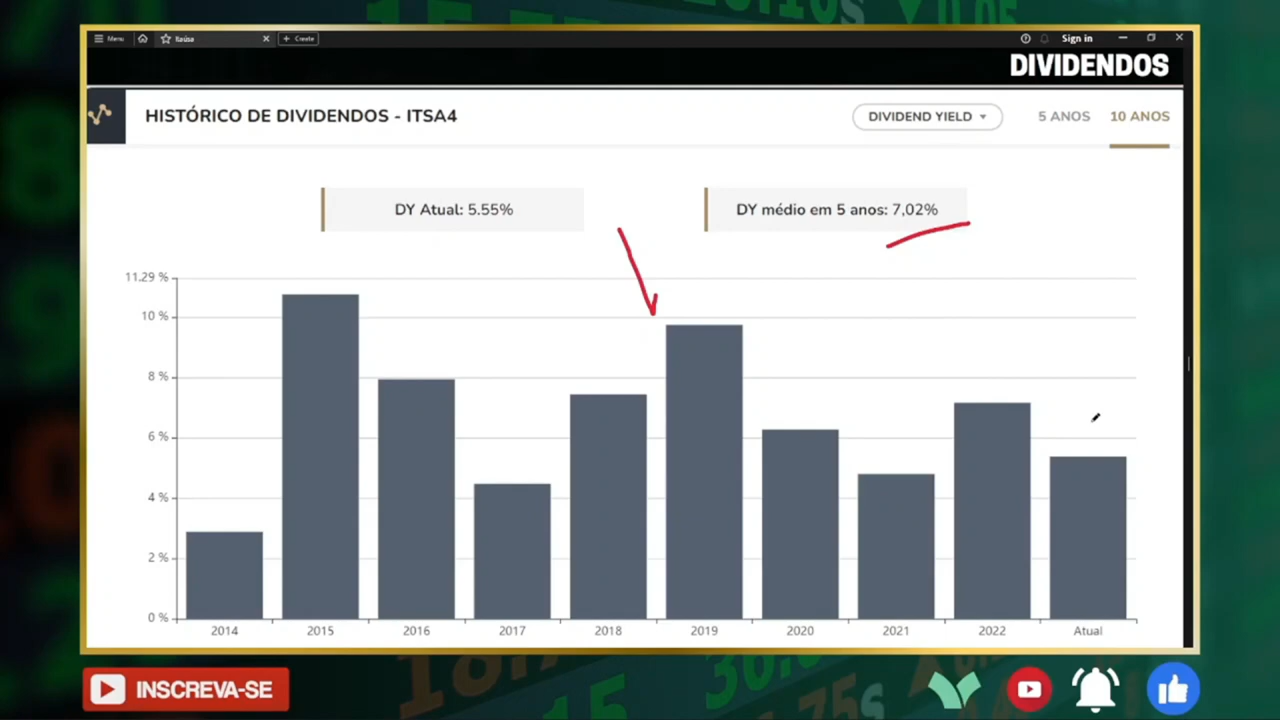 Menu
Itaúsa
Create
Sign in
DIVIDENDOS
HISTÓRICO DE DIVIDENDOS - ITSA4
DIVIDEND YIELD
5 ANOS
10 ANOS
DY Atual: 5.55%
DY médio em 5 anos: 7,02%
11.29 %
10 %
8 %
6 %
4 %
2 %
0 %
2014
2015
2016
2017
2018
2019
2020
2021
2022
Atual
INSCREVA-SE